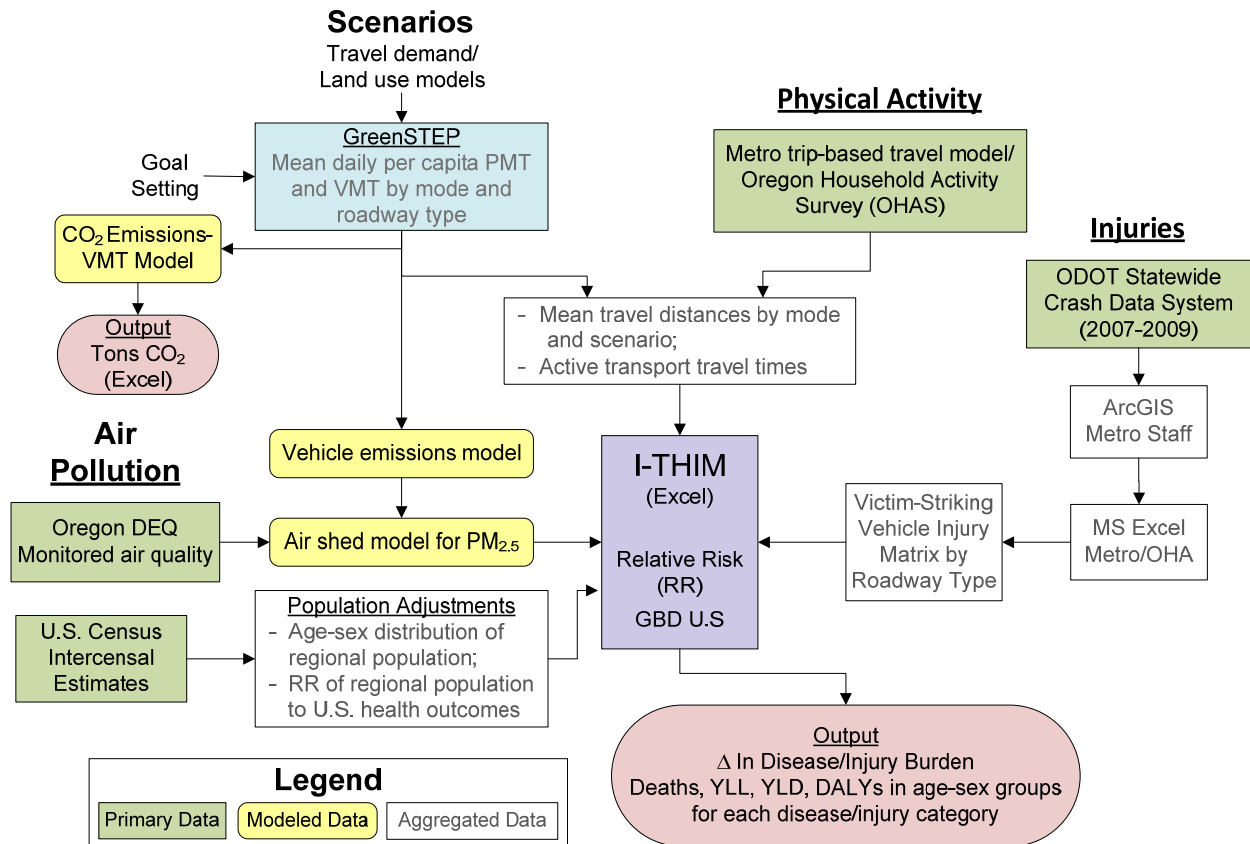 Scenarios
Travel demand/
Land use models
GreenSTEP
Mean daily per capita PMT
and VMT by mode and
roadway type
Goal
Setting
CO₂ Emissions-
VMT Model
Output
Tons CO₂
(Excel)
Physical Activity
Metro trip-based travel model/
Oregon Household Activity
Survey (OHAS)
Injuries
ODOT Statewide
Crash Data System
(2007-2009)
- Mean travel distances by mode
and scenario;
- Active transport travel times
ArcGIS
Metro Staff
MS Excel
Metro/OHA
Victim-Striking
Vehicle Injury
Matrix by
Roadway Type
Air
Pollution
Vehicle emissions model
Oregon DEQ
Monitored air quality
Air shed model for PM₂.₅
I-THIM
(Excel)
Relative Risk
(RR)
GBD U.S
U.S. Census
Intercensal
Estimates
Population Adjustments
- Age-sex distribution of
regional population;
- RR of regional population
to U.S. health outcomes
Output
Δ In Disease/Injury Burden
Deaths, YLL, YLD, DALYs in age-sex groups
for each disease/injury category
Legend
Primary Data
Modeled Data
Aggregated Data